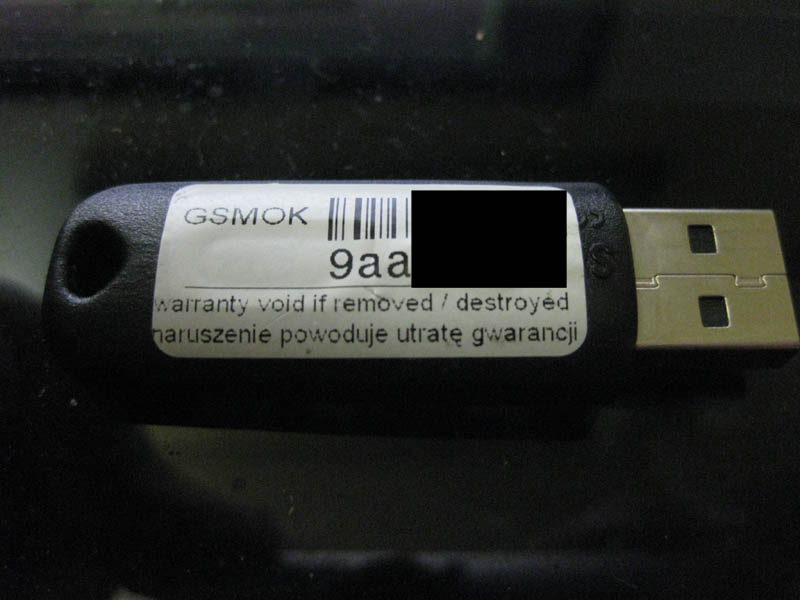 GSMOK
9aa
warranty void if removed / destroyed
naruszenie powoduje utratę gwarancji